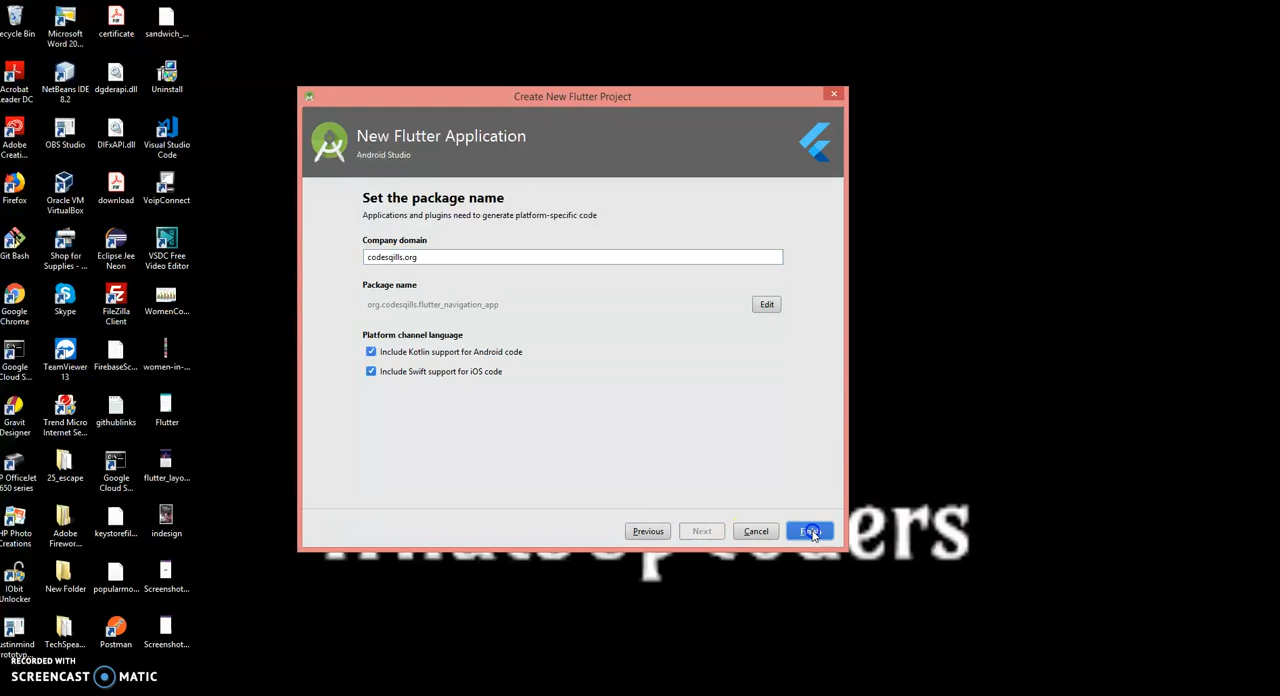 ecycle Bin
Microsoft
Word 20...
certificate
sandwich_...
Acrobat
eader DC
NetBeans IDE
8.2
dgderapi.dll
Uninstall
Adobe
Creati...
OBS Studio
DIFxAPI.dll
Visual Studio
Code
Firefox
Oracle VM
VirtualBox
download
VoipConnect
Git Bash
Shop for
Supplies - ...
Eclipse Jee
Neon
VSDC Free
Video Editor
Google
Chrome
Skype
FileZilla
Client
WomenCo...
Google
Cloud S...
TeamViewer
13
FirebaseSc...
women-in-...
Gravit
Designer
Trend Micro
Internet Se...
githublinks
Flutter
P OfficeJet
650 series
25_escape
Google
Cloud S...
flutter_layo...
HP Photo
Creations
Adobe
Firewor...
keystorefil...
indesign
IObit
Unlocker
New Folder
popularmo...
Screenshot...
ustinmind
TechSpea...
Postman
Screenshot...
RECORDED WITH
SCREENCAST MATIC
Create New Flutter Project
New Flutter Application
Android Studio
Set the package name
Applications and plugins need to generate platform-specific code
Company domain
codesqills.org
Package name
org.codesqills.flutter_navigation_app
Edit
Platform channel language
Include Kotlin support for Android code
Include Swift support for iOS code
Previous
Next
Cancel
Finish